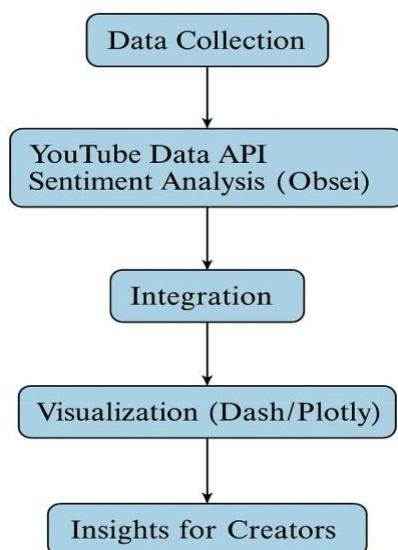 Data Collection
YouTube Data API
Sentiment Analysis (Obsei)
Integration
Visualization (Dash/Plotly)
Insights for Creators